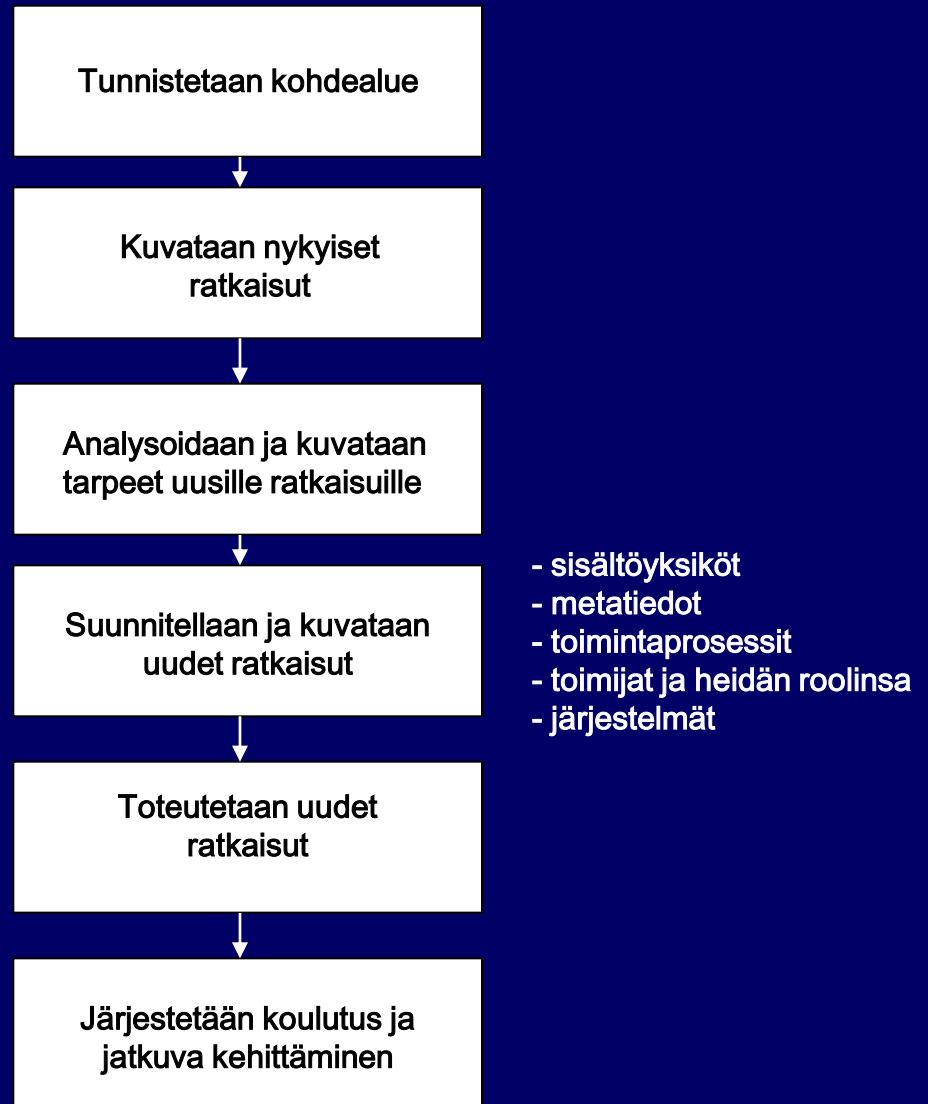 Tunnistetaan kohdealue
Kuvataan nykyiset
ratkaisut
Analysoidaan ja kuvataan
tarpeet uusille ratkaisuille
Suunnitellaan ja kuvataan
uudet ratkaisut
- sisältöyksiköt
- metatiedot
- toimintaprosessit
- toimijat ja heidän roolinsa
- järjestelmät
Toteutetaan uudet
ratkaisut
Järjestetään koulutus ja
jatkuva kehittäminen